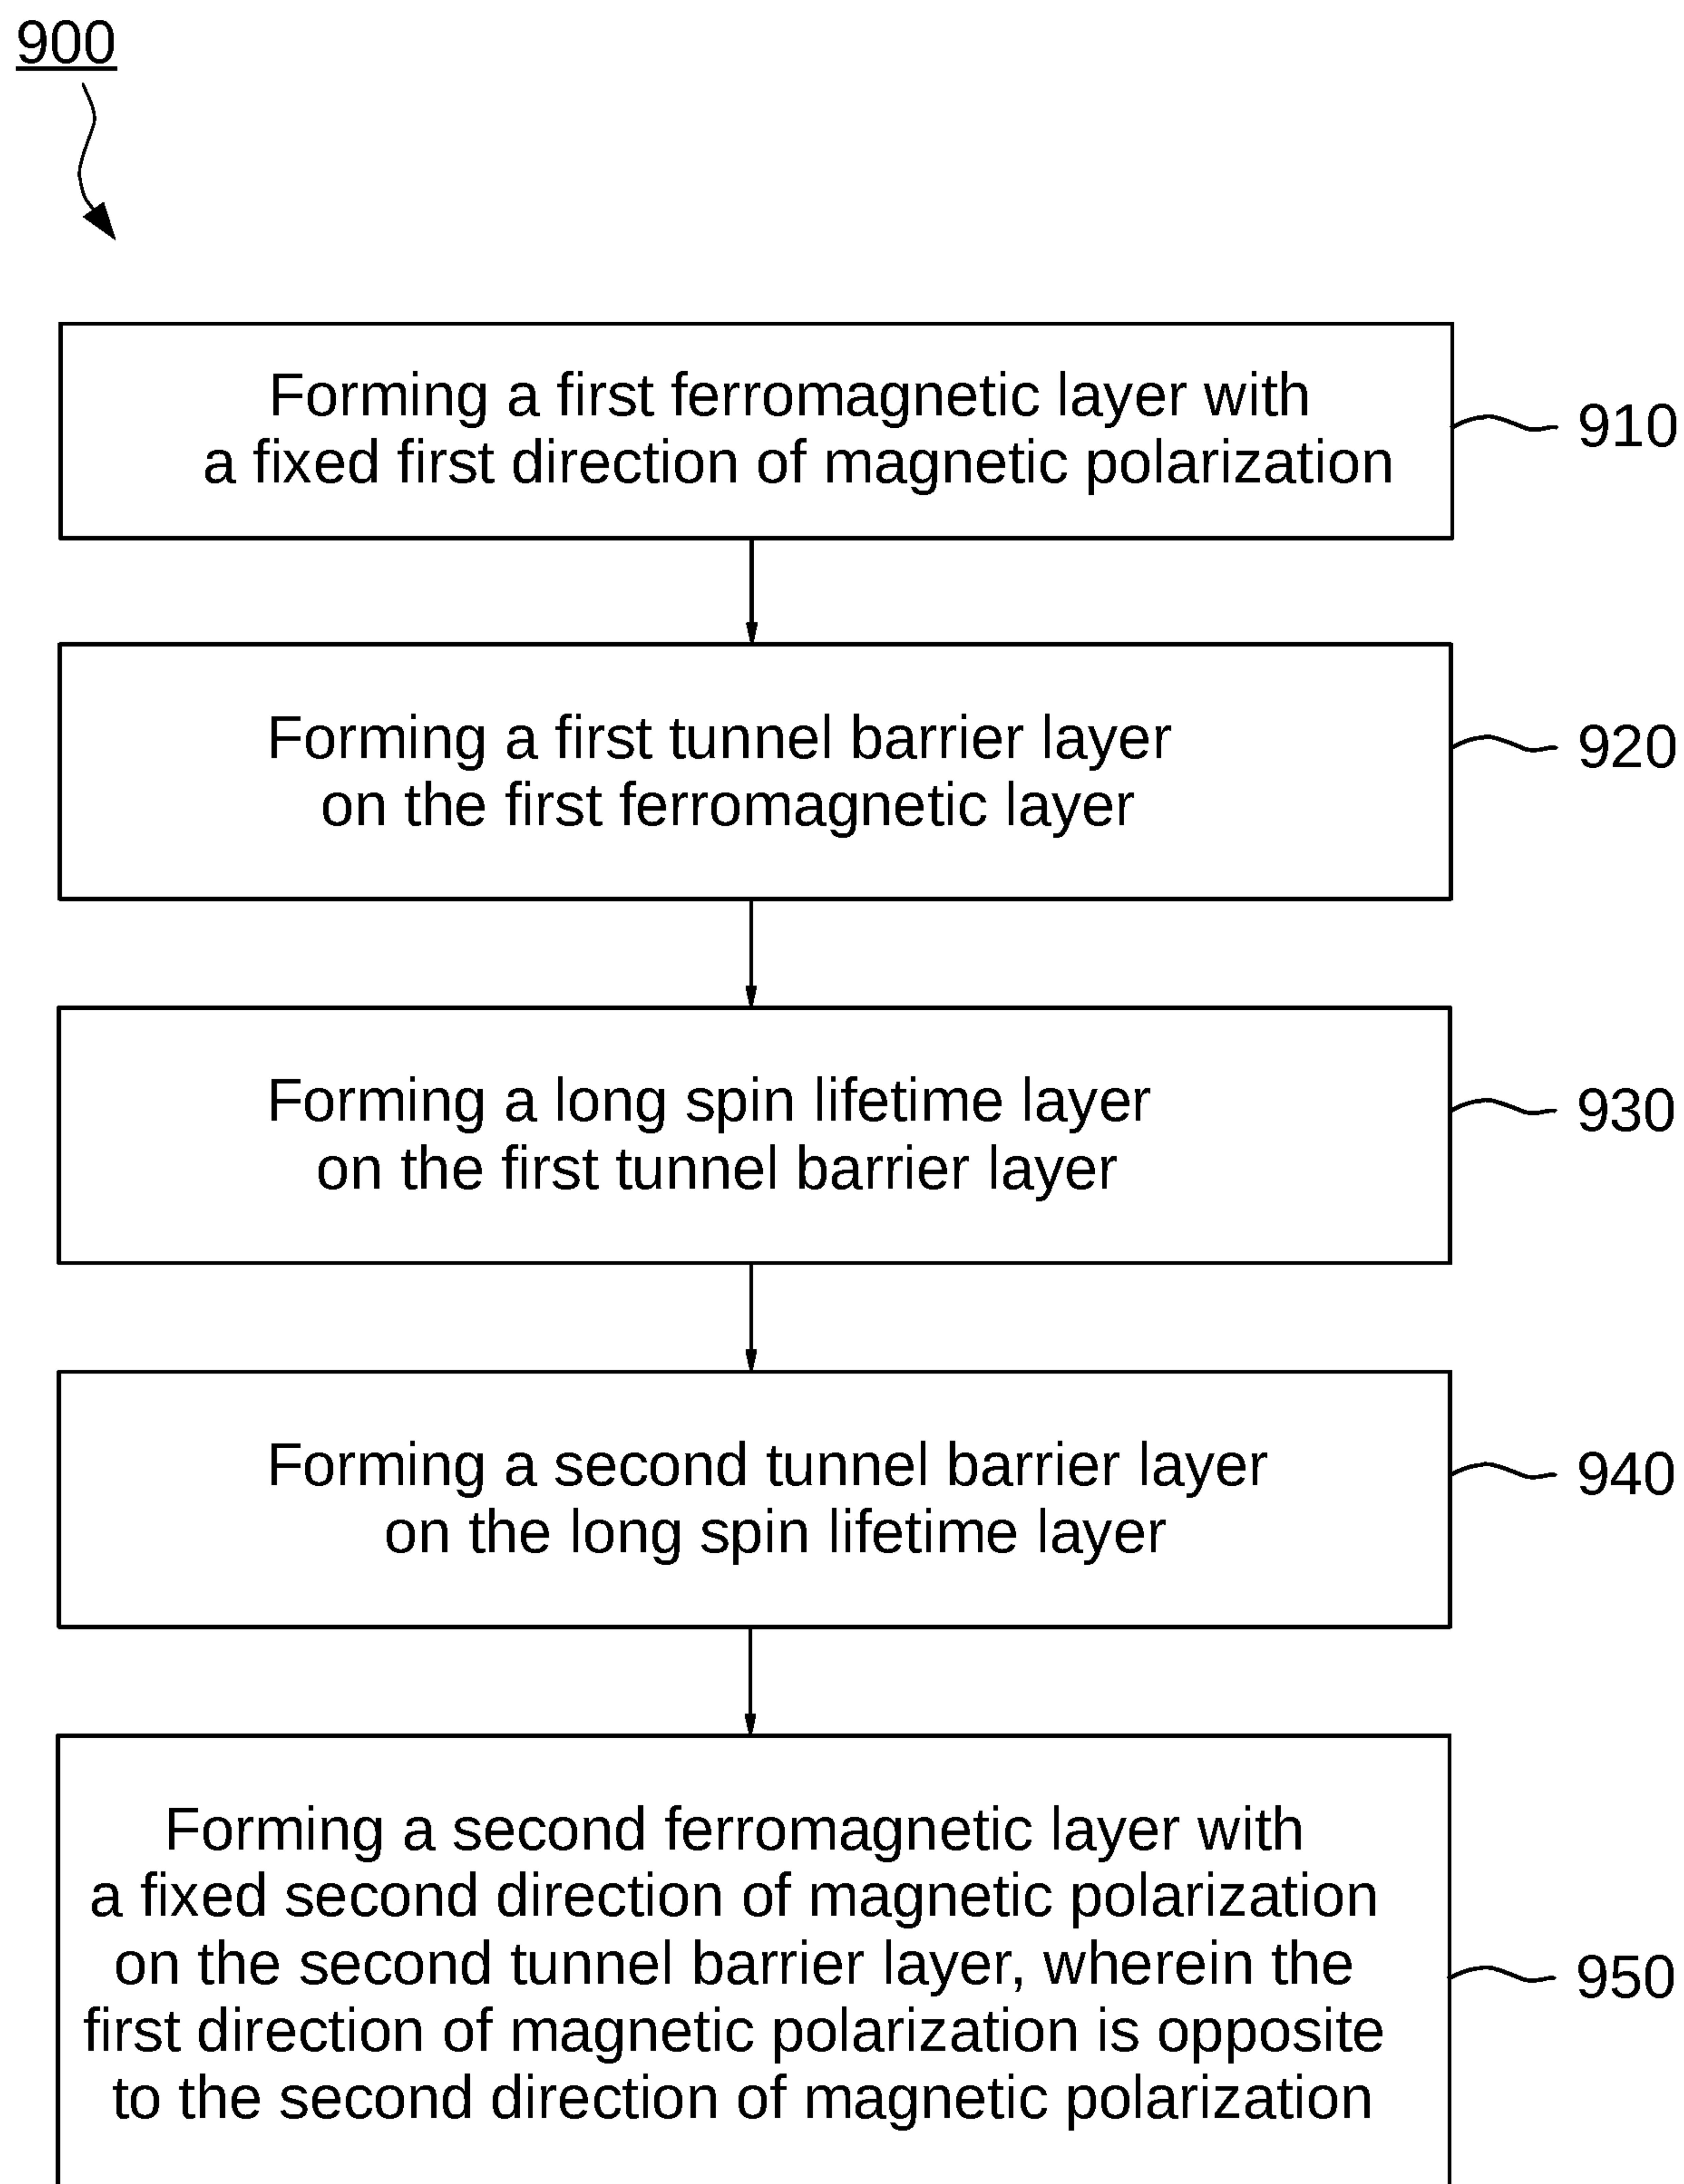 900
Forming a first ferromagnetic layer with
a fixed first direction of magnetic polarization
910
Forming a first tunnel barrier layer
on the first ferromagnetic layer
920
Forming a long spin lifetime layer
on the first tunnel barrier layer
930
Forming a second tunnel barrier layer
on the long spin lifetime layer
940
Forming a second ferromagnetic layer with
a fixed second direction of magnetic polarization
on the second tunnel barrier layer, wherein the
first direction of magnetic polarization is opposite
to the second direction of magnetic polarization
950